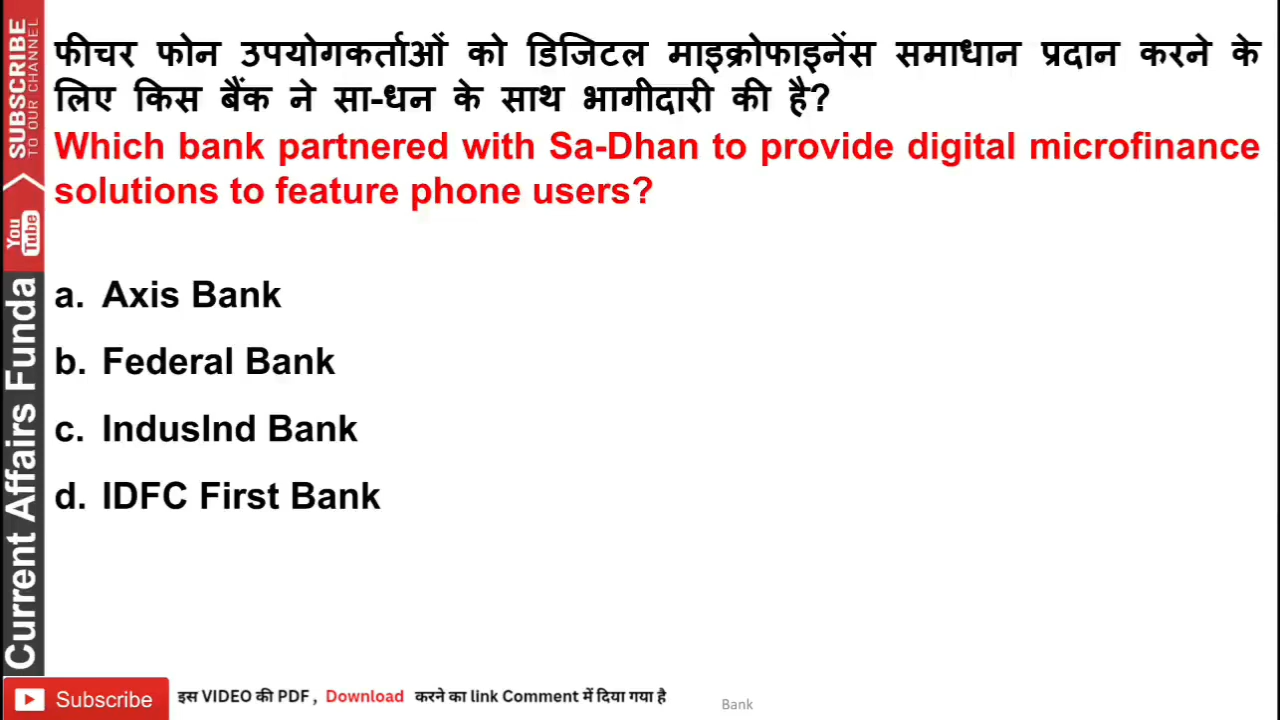 फीचर फोन उपयोगकर्ताओं को डिजिटल माइक्रोफाइनेंस समाधान प्रदान करने के
लिए किस बैंक ने सा-धन के साथ भागीदारी की है?
Which bank partnered with Sa-Dhan to provide digital microfinance
solutions to feature phone users?
a. Axis Bank
b. Federal Bank
c. IndusInd Bank
d. IDFC First Bank
SUBSCRIBE
TO OUR CHANNEL
You Tube
Current Affairs Funda
Subscribe
इस VIDEO की PDF , Download करने का link Comment में दिया गया है
Bank